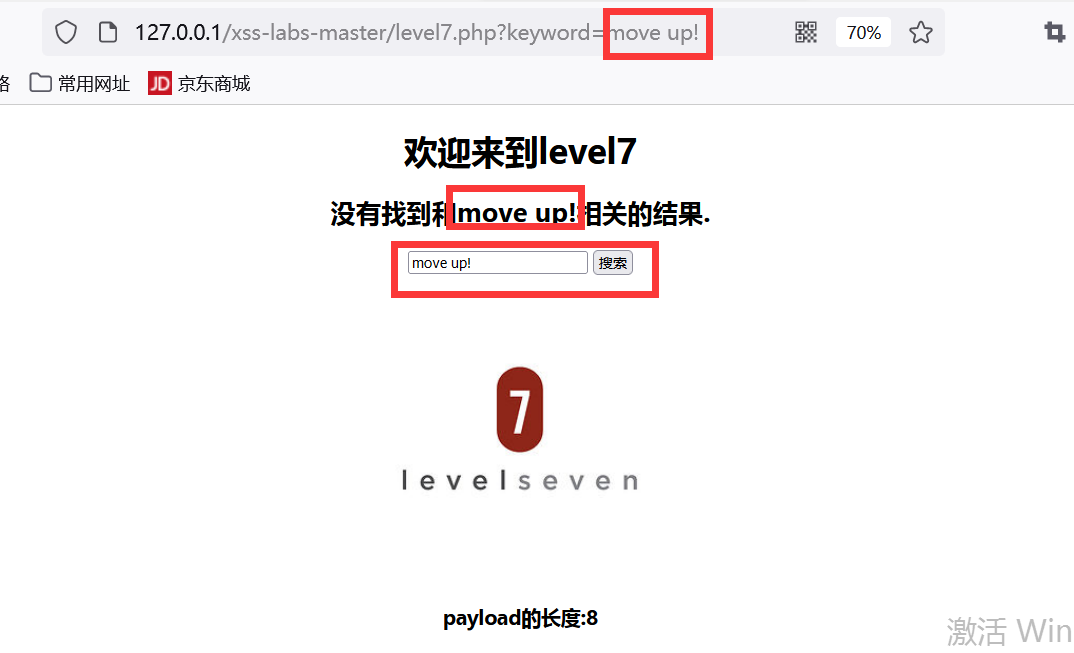 127.0.0.1/xss-labs-master/level7.php?keyword=move up! 70%
常用网址 JD 京东商城
欢迎来到level7
没有找到和move up!相关的结果.
move up! 搜索
7
levelseven
payload的长度:8
激活 Win